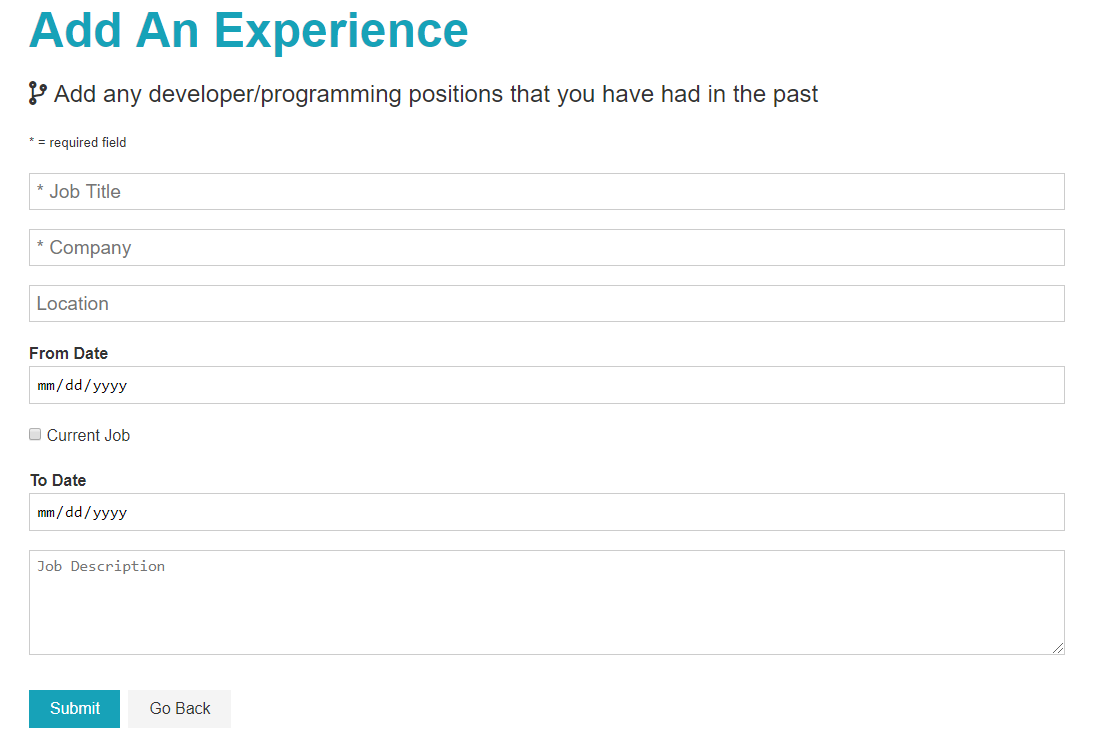 Add An Experience
Add any developer/programming positions that you have had in the past
* = required field
* Job Title
* Company
Location
From Date
mm/dd/yyyy
Current Job
To Date
mm/dd/yyyy
Job Description
Submit Go Back